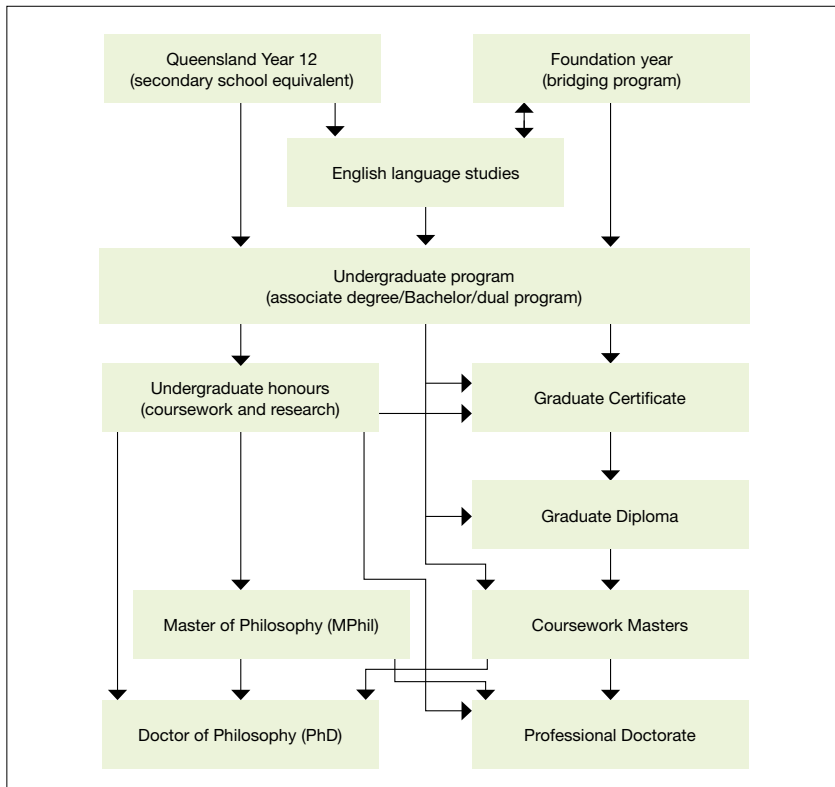 Queensland Year 12
(secondary school equivalent)
Foundation year
(bridging program)
English language studies
Undergraduate program
(associate degree/Bachelor/dual program)
Undergraduate honours
(coursework and research)
Graduate Certificate
Graduate Diploma
Master of Philosophy (MPhil)
Coursework Masters
Doctor of Philosophy (PhD)
Professional Doctorate